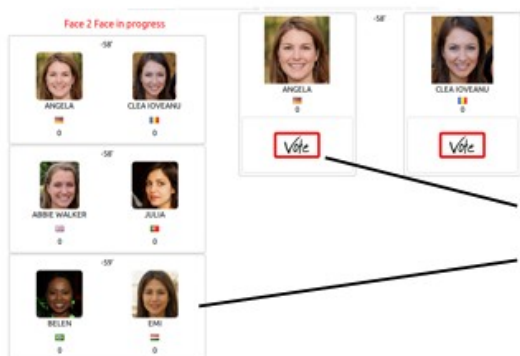 Face 2 Face in progress
-58'
ANGELA CLEA IOVEANU
0 0
-58'
ABBIE WALKER JULIA
0 0
-59'
BELEN EMI
0 0
-58'
ANGELA CLEA IOVEANU
0 0
Vote Vote